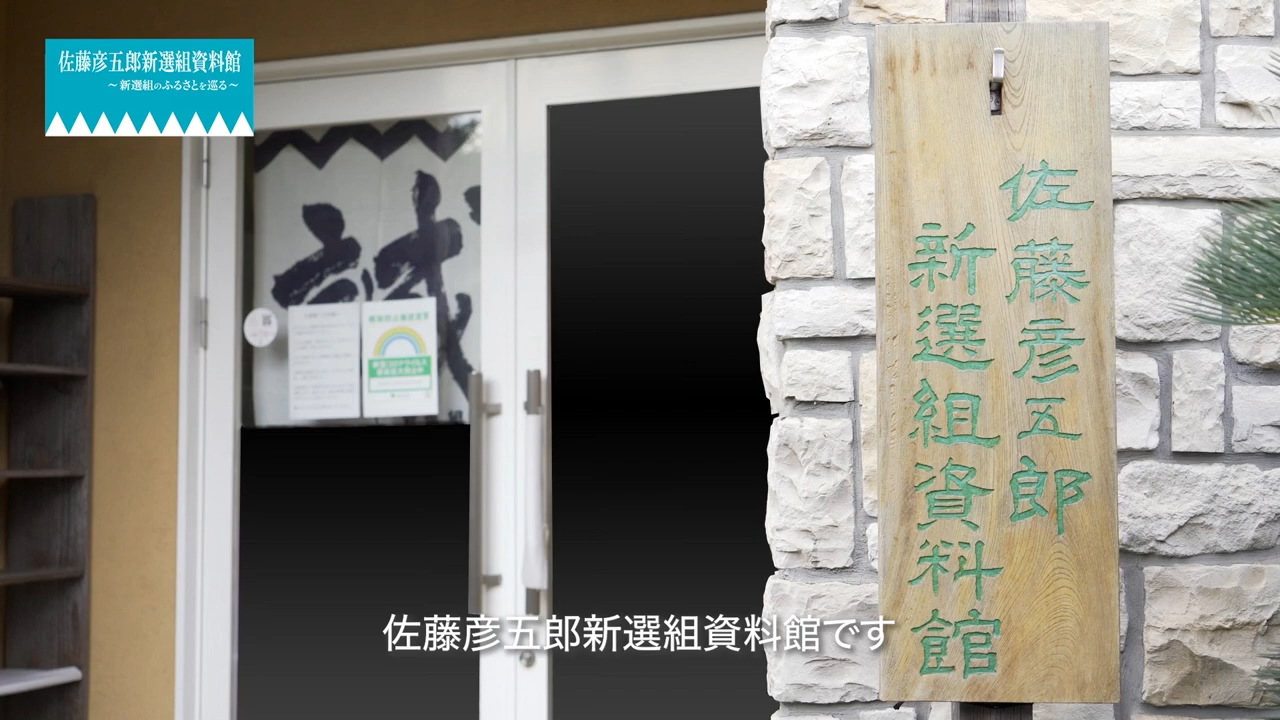 佐藤彦五郎新選組資料館
～新選組のふるさとを巡る～
誠
佐藤彦五郎
新選組資料館
佐藤彦五郎新選組資料館です